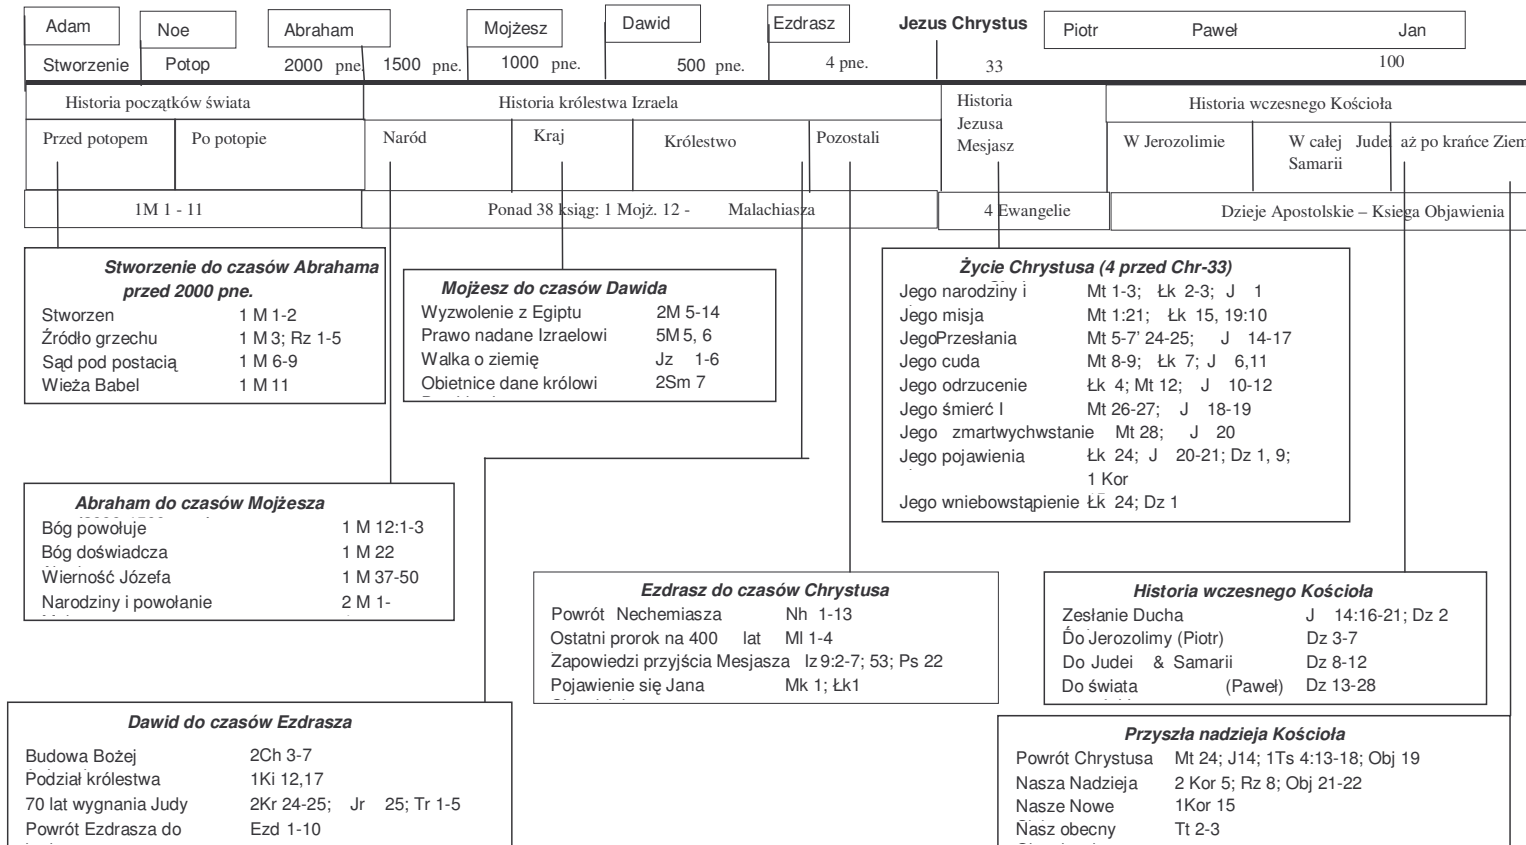 Adam Noe Abraham Mojżesz Dawid Ezdrasz Jezus Chrystus Piotr Paweł Jan
Stworzenie Potop 2000 pne. 1500 pne. 1000 pne. 500 pne. 4 pne. 33 100
Historia początków świata Historia królestwa Izraela Historia Jezusa Mesjasz Historia wczesnego Kościoła
Przed potopem Po potopie Naród Kraj Królestwo Pozostali W Jerozolimie W całej Judei Samarii aż po krańce Ziem
1M 1 - 11 Ponad 38 ksiąg: 1 Mojż. 12 - Malachiasza 4 Ewangelie Dzieje Apostolskie – Księga Objawienia
Stworzenie do czasów Abrahama
przed 2000 pne.
Stworzen 1 M 1-2
Źródło grzechu 1 M 3; Rz 1-5
Sąd pod postacią 1 M 6-9
Wieża Babel 1 M 11
Mojżesz do czasów Dawida
Wyzwolenie z Egiptu 2M 5-14
Prawo nadane Izraelowi 5M 5, 6
Walka o ziemię Jz 1-6
Obietnice dane królowi 2Sm 7
Życie Chrystusa (4 przed Chr-33)
Jego narodziny i Mt 1-3; Łk 2-3; J 1
Jego misja Mt 1:21; Łk 15, 19:10
JegoPrzesłania Mt 5-7' 24-25; J 14-17
Jego cuda Mt 8-9; Łk 7; J 6,11
Jego odrzucenie Łk 4; Mt 12; J 10-12
Jego śmierć I Mt 26-27; J 18-19
Jego zmartwychwstanie Mt 28; J 20
Jego pojawienia Łk 24; J 20-21; Dz 1, 9;
1 Kor
Jego wniebowstąpienie Łk 24; Dz 1
Abraham do czasów Mojżesza
Bóg powołuje 1 M 12:1-3
Bóg doświadcza 1 M 22
Wierność Józefa 1 M 37-50
Narodziny i powołanie 2 M 1-
Ezdrasz do czasów Chrystusa
Powrót Nechemiasza Nh 1-13
Ostatni prorok na 400 lat Ml 1-4
Zapowiedzi przyjścia Mesjasza Iz 9:2-7; 53; Ps 22
Pojawienie się Jana Mk 1; Łk1
Historia wczesnego Kościoła
Zesłanie Ducha J 14:16-21; Dz 2
Do Jerozolimy (Piotr) Dz 3-7
Do Judei & Samarii Dz 8-12
Do świata (Paweł) Dz 13-28
Dawid do czasów Ezdrasza
Budowa Bożej 2Ch 3-7
Podział królestwa 1Ki 12,17
70 lat wygnania Judy 2Kr 24-25; Jr 25; Tr 1-5
Powrót Ezdrasza do Ezd 1-10
Przyszła nadzieja Kościoła
Powrót Chrystusa Mt 24; J14; 1Ts 4:13-18; Obj 19
Nasza Nadzieja 2 Kor 5; Rz 8; Obj 21-22
Nasze Nowe 1Kor 15
Nasz obecny Tt 2-3